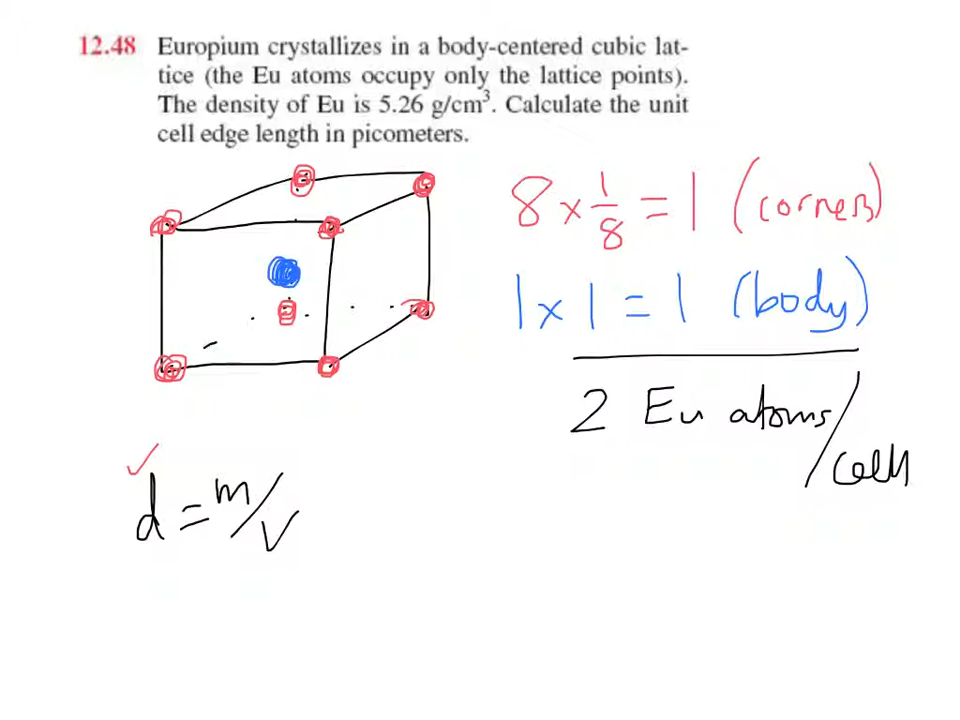 12.48 Europium crystallizes in a body-centered cubic lat-
tice (the Eu atoms occupy only the lattice points).
The density of Eu is 5.26 g/cm³. Calculate the unit
cell edge length in picometers.
8 × 1/8 = 1 (corners)
1 × 1 = 1 (body)
2 Eu atoms/cell
d = m/V